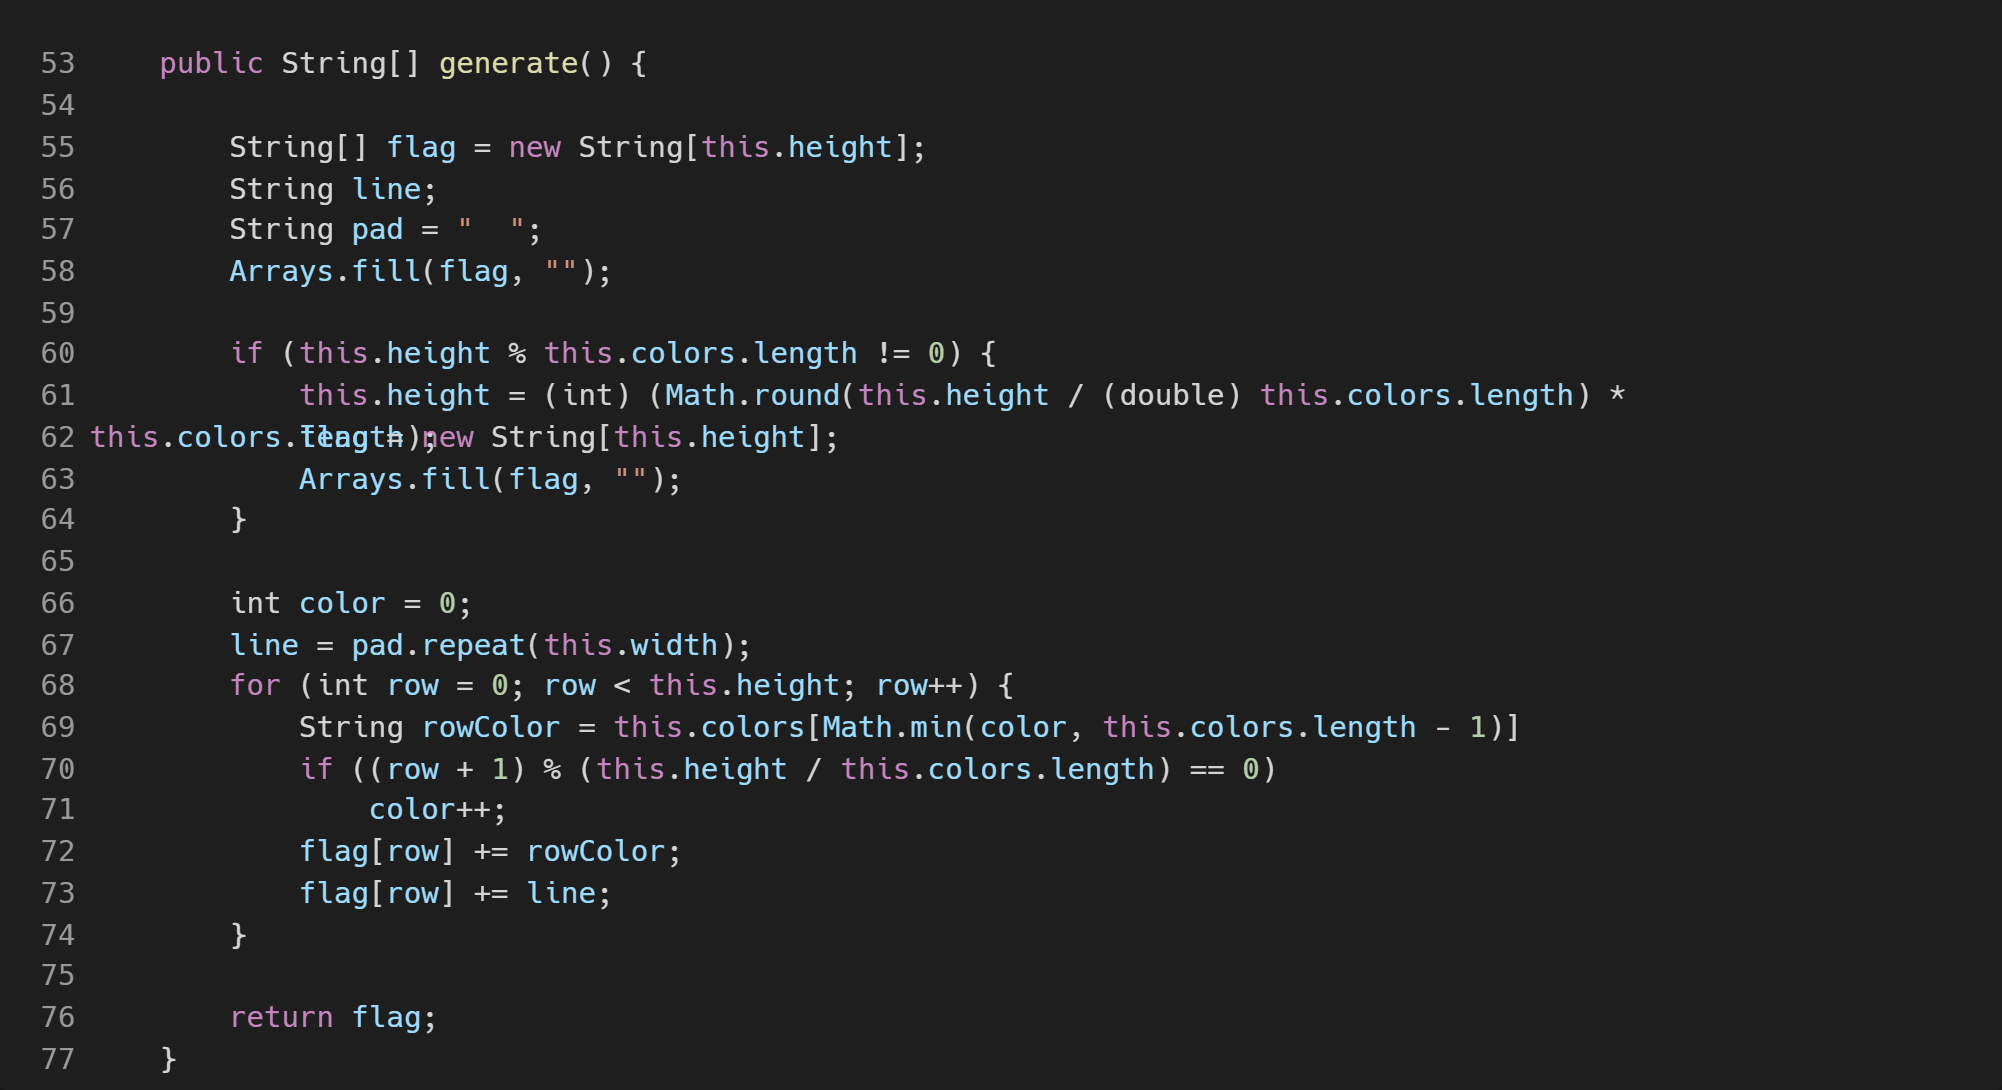 53 public String[] generate() {
54
55 String[] flag = new String[this.height];
56 String line;
57 String pad = "  ";
58 Arrays.fill(flag, "");
59
60 if (this.height % this.colors.length != 0) {
61 this.height = (int) (Math.round(this.height / (double) this.colors.length) *
this.colors.length);
62 flag = new String[this.height];
63 Arrays.fill(flag, "");
64 }
65
66 int color = 0;
67 line = pad.repeat(this.width);
68 for (int row = 0; row < this.height; row++) {
69 String rowColor = this.colors[Math.min(color, this.colors.length - 1)]
70 if ((row + 1) % (this.height / this.colors.length) == 0)
71 color++;
72 flag[row] += rowColor;
73 flag[row] += line;
74 }
75
76 return flag;
77 }